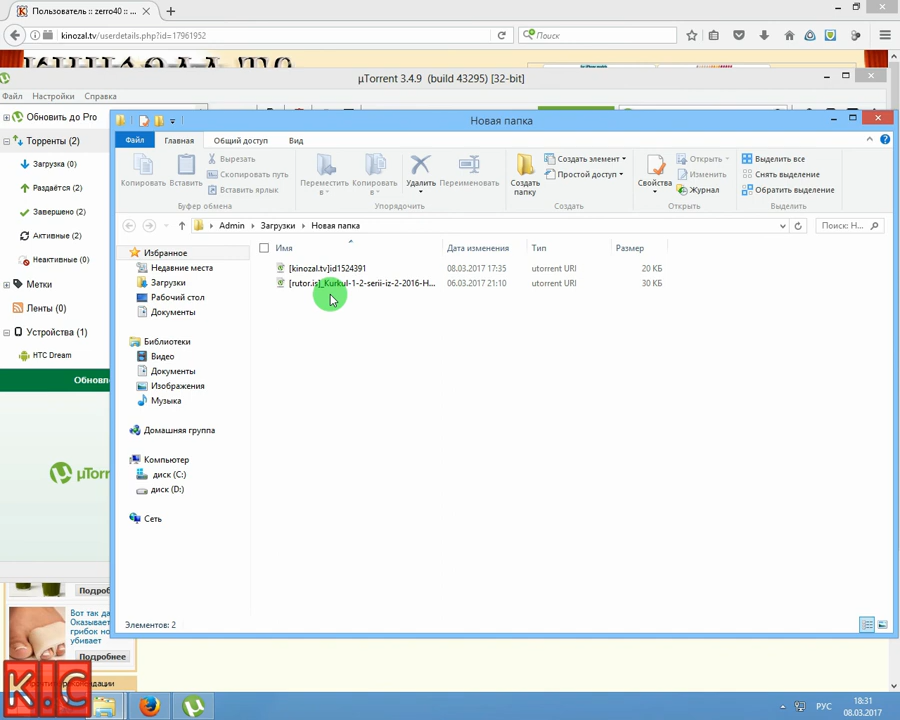 Пользователь :: zerro40 :: ...
kinozal.tv/userdetails.php?id=17961952
Поиск
µTorrent 3.4.9 (build 43295) [32-bit]
Файл Настройки Справка
Обновить до Pro
Торренты (2)
Загрузка (0)
Раздаётся (2)
Завершено (2)
Активные (2)
Неактивные (0)
Метки
Ленты (0)
Устройства (1)
HTC Dream
Обновл
µTorr
Новая папка
Файл Главная Общий доступ Вид
Копировать
Вставить
Вырезать
Скопировать путь
Вставить ярлык
Буфер обмена
Переместить в
Копировать в
Удалить
Переименовать
Упорядочить
Создать папку
Создать элемент
Простой доступ
Создать
Свойства
Открыть
Изменить
Журнал
Открыть
Выделить все
Снять выделение
Обратить выделение
Выделить
Admin Загрузки Новая папка
Поиск: Н...
Имя Дата изменения Тип Размер
[kinozal.tv]id1524391 08.03.2017 17:35 utorrent URI 20 КБ
[rutor.is]_Kurkul-1-2-serii-iz-2-2016-H... 06.03.2017 21:10 utorrent URI 30 КБ
Избранное
Недавние места
Загрузки
Рабочий стол
Документы
Библиотеки
Видео
Документы
Изображения
Музыка
Домашняя группа
Компьютер
диск (C:)
диск (D:)
Сеть
Элементов: 2
Подроб
Вот так да
Оказывает
грибок но
убивает
Подробнее
K.C
РУС
18:31
08.03.2017